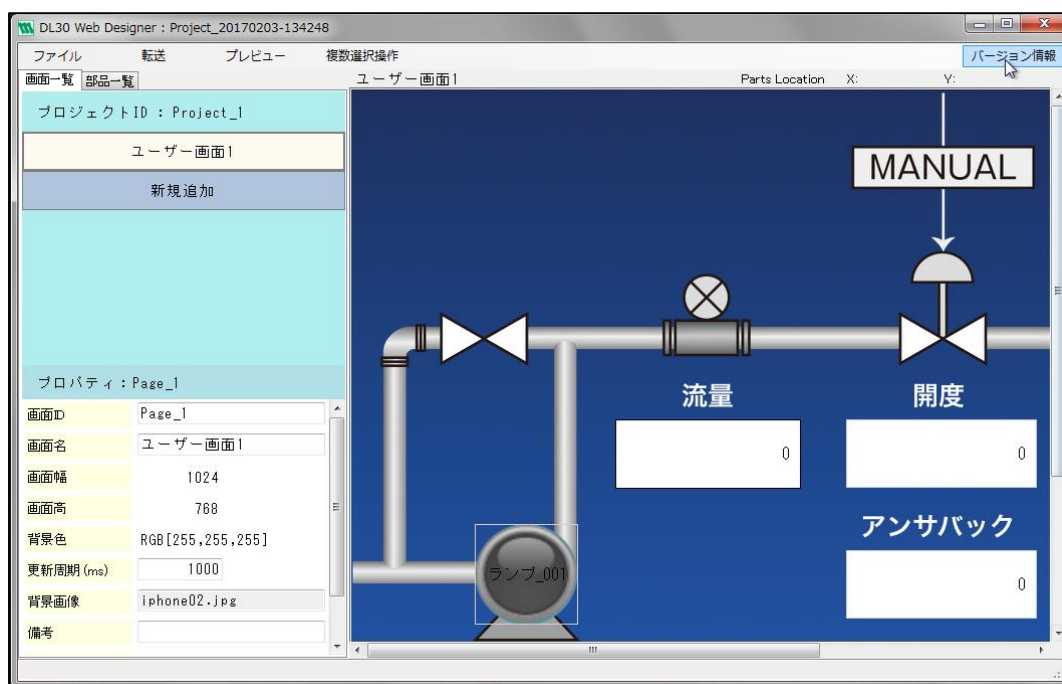 DL30 Web Designer : Project_20170203-134248
ファイル 転送 プレビュー 複数選択操作 バージョン情報
画面一覧 部品一覧 ユーザー画面1 Parts Location X: Y:
プロジェクトID : Project_1
ユーザー画面1
新規追加
MANUAL
プロパティ : Page_1
画面ID Page_1
画面名 ユーザー画面1
画面幅 1024
画面高 768
背景色 RGB[255,255,255]
更新周期(ms) 1000
背景画像 iphone02.jpg
備考
流量 開度
0 0
アンサバック
0
ランプ_001